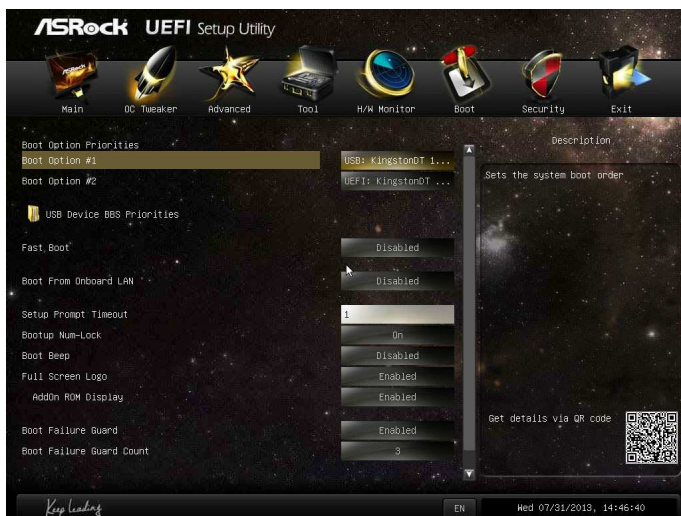 ASRock UEFI Setup Utility
Main OC Tweaker Advanced Tool H/W Monitor Boot Security Exit
Boot Option Priorities
Boot Option #1 USB: KingstonDT 1...
Boot Option #2 UEFI: KingstonDT ...
USB Device BBS Priorities
Fast Boot Disabled
Boot From Onboard LAN Disabled
Setup Prompt Timeout 1
Bootup Num-Lock On
Boot Beep Disabled
Full Screen Logo Enabled
AddOn ROM Display Enabled
Boot Failure Guard Enabled
Boot Failure Guard Count 3
Description
Sets the system boot order
Get details via QR code
Keep Leading
EN
Wed 07/31/2013, 14:46:40